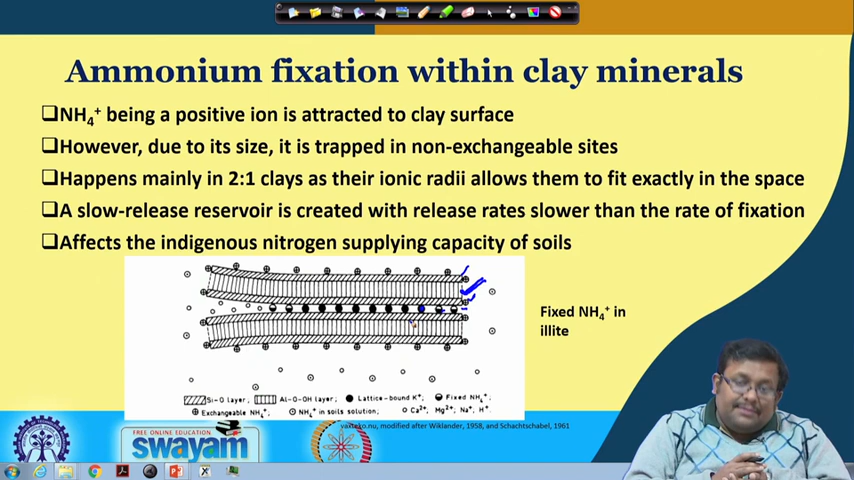 Ammonium fixation within clay minerals
❑NH₄⁺ being a positive ion is attracted to clay surface
❑However, due to its size, it is trapped in non-exchangeable sites
❑Happens mainly in 2:1 clays as their ionic radii allows them to fit exactly in the space
❑A slow-release reservoir is created with release rates slower than the rate of fixation
❑Affects the indigenous nitrogen supplying capacity of soils
Fixed NH₄⁺ in
illite
Si-O layer; Al-O-OH layer; Lattice-bound K⁺; Fixed NH₄⁺;
Exchangeable NH₄⁺; NH₄⁺ in soils solution; Ca²⁺, Mg²⁺, Na⁺, H⁺
vaxteko.nu, modified after Wiklander, 1958, and Schachtschabel, 1961
FREE ONLINE EDUCATION
swayam